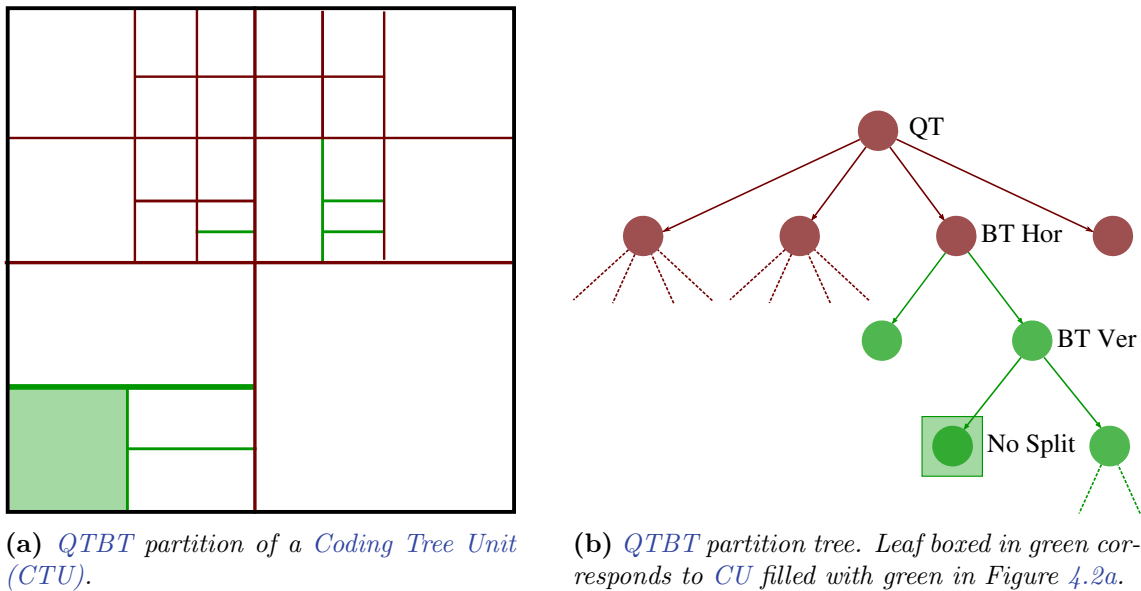 QT
BT Hor
BT Ver
No Split
(a) QTBT partition of a Coding Tree Unit
(CTU).
(b) QTBT partition tree. Leaf boxed in green cor-
responds to CU filled with green in Figure 4.2a.